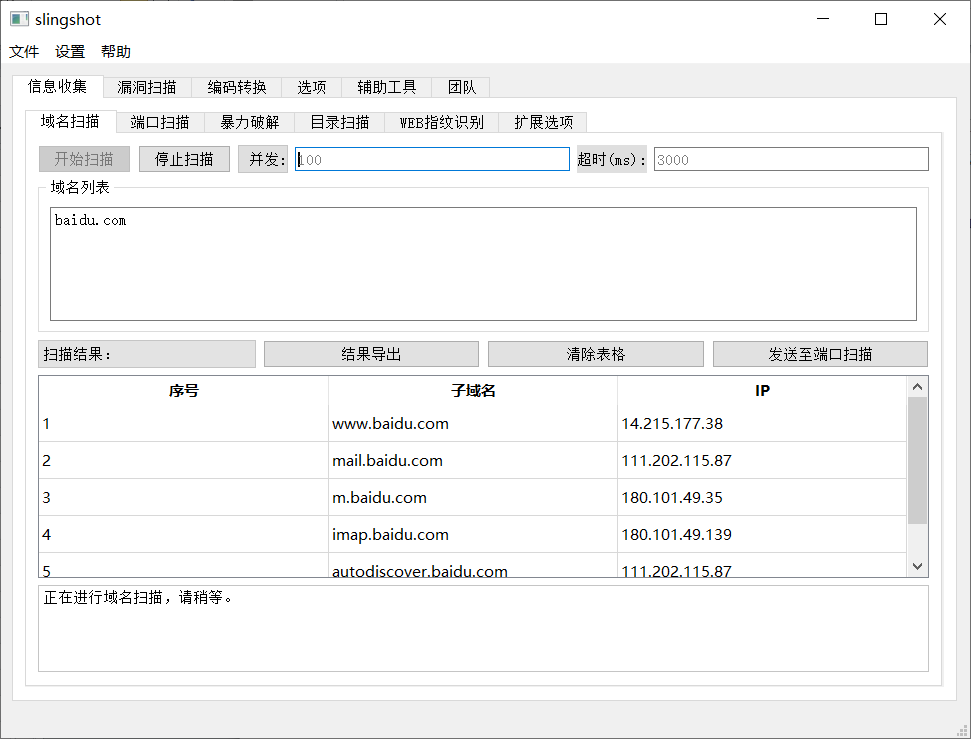 slingshot
文件 设置 帮助
信息收集 漏洞扫描 编码转换 选项 辅助工具 团队
域名扫描 端口扫描 暴力破解 目录扫描 WEB指纹识别 扩展选项
开始扫描 停止扫描 并发: 100 超时(ms): 3000
域名列表
baidu.com
扫描结果: 结果导出 清除表格 发送至端口扫描
序号 子域名 IP
1 www.baidu.com 14.215.177.38
2 mail.baidu.com 111.202.115.87
3 m.baidu.com 180.101.49.35
4 imap.baidu.com 180.101.49.139
5 autodiscover.baidu.com 111.202.115.87
正在进行域名扫描，请稍等。